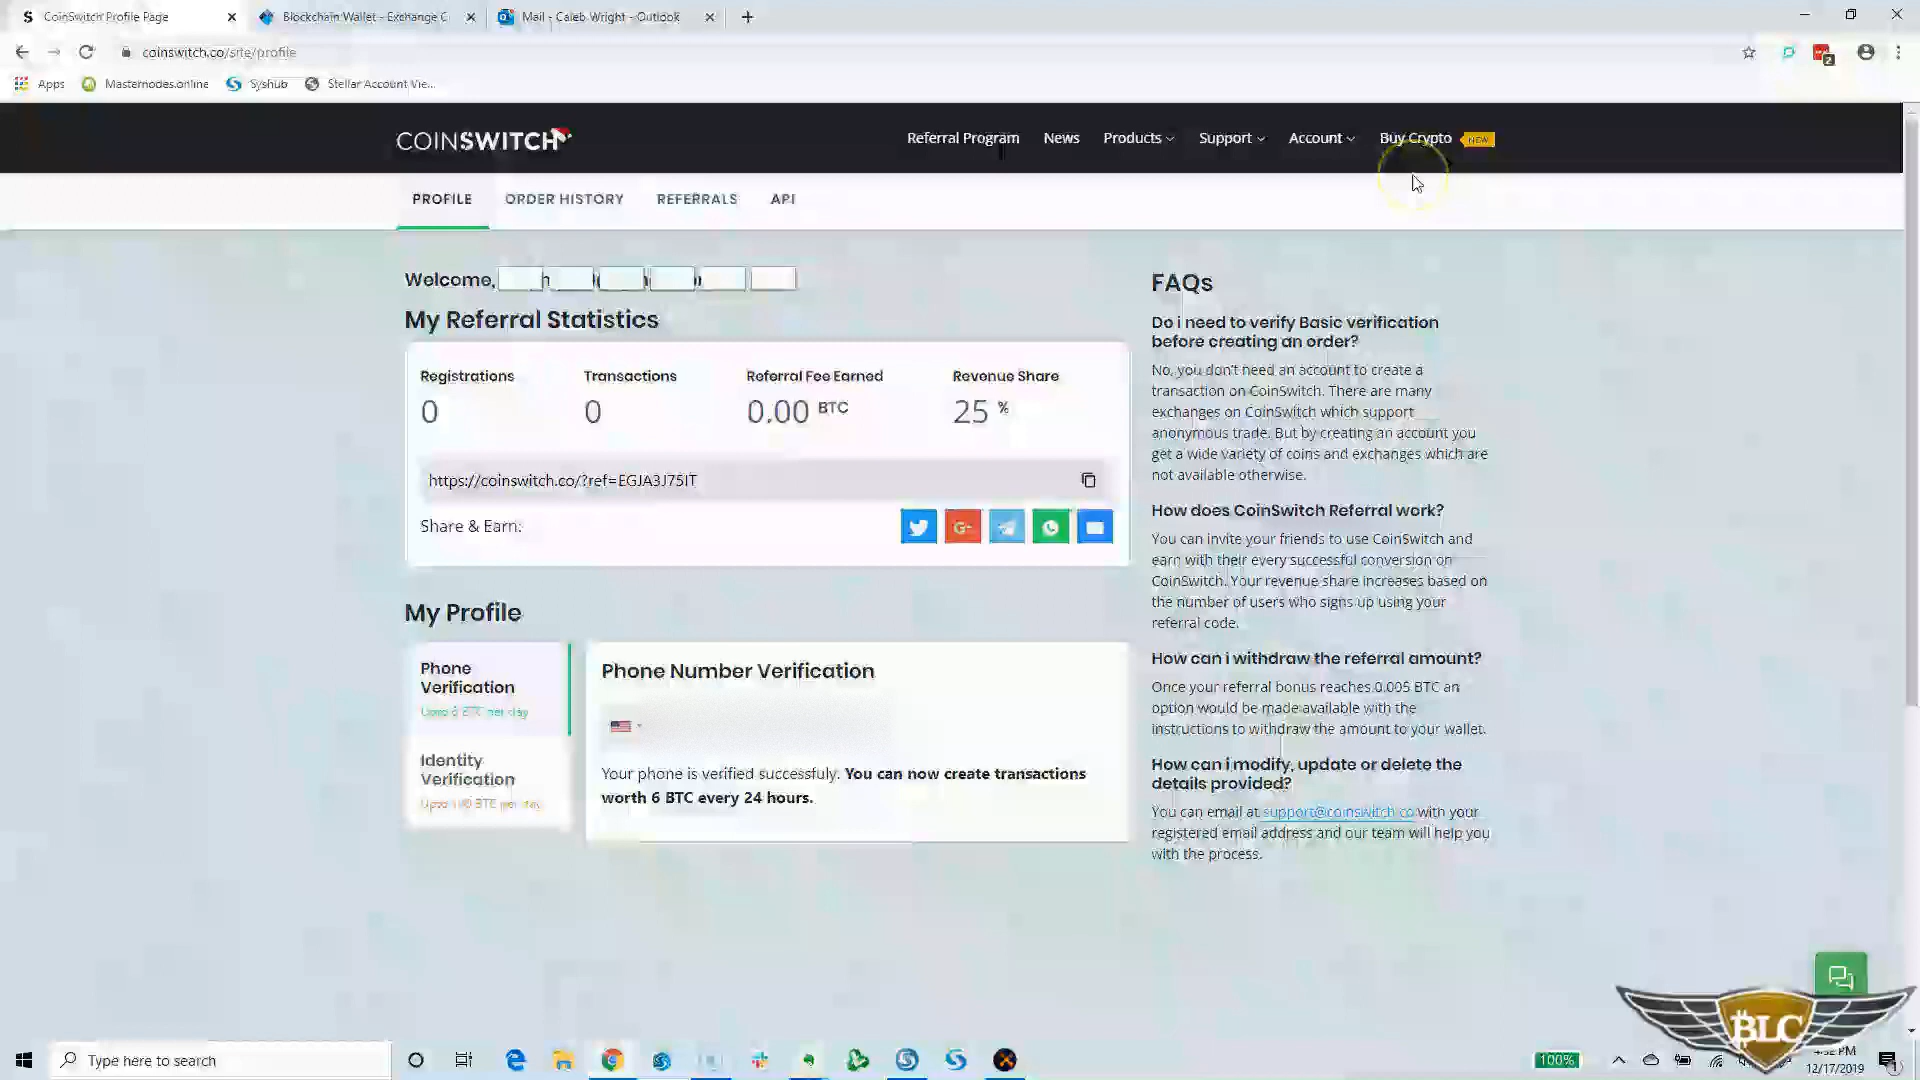 CoinSwitch Profile Page
Blockchain Wallet - Exchange C
Mail - Caleb Wright - Outlook
coinswitch.co/site/profile
Apps
Masternodes.online
Syshub
Stellar Account Vie...
2
COINSWITCH
Referral Program
News
Products
Support
Account
Buy Crypto
NEW
PROFILE
ORDER HISTORY
REFERRALS
API
Welcome,
My Referral Statistics
Registrations
Transactions
Referral Fee Earned
Revenue Share
0
0
0.00 BTC
25 %
https://coinswitch.co/?ref=EGJA3J75IT
Share & Earn:
My Profile
Phone
Verification
Upto 6 BTC per day
Identity
Verification
Phone Number Verification
Your phone is verified successfuly. You can now create transactions
worth 6 BTC every 24 hours.
FAQs
Do i need to verify Basic verification
before creating an order?
No, you don't need an account to create a
transaction on CoinSwitch. There are many
exchanges on CoinSwitch which support
anonymous trade. But by creating an account you
get a wide variety of coins and exchanges which are
not available otherwise.
How does CoinSwitch Referral work?
You can invite your friends to use CoinSwitch and
earn with their every successful conversion on
CoinSwitch. Your revenue share increases based on
the number of users who signs up using your
referral code.
How can i withdraw the referral amount?
Once your referral bonus reaches 0.005 BTC an
option would be made available with the
instructions to withdraw the amount to your wallet.
How can i modify, update or delete the
details provided?
You can email at support@coinswitch.co with your
registered email address and our team will help you
with the process.
BLC
Type here to search
100%
PM
12/17/2019